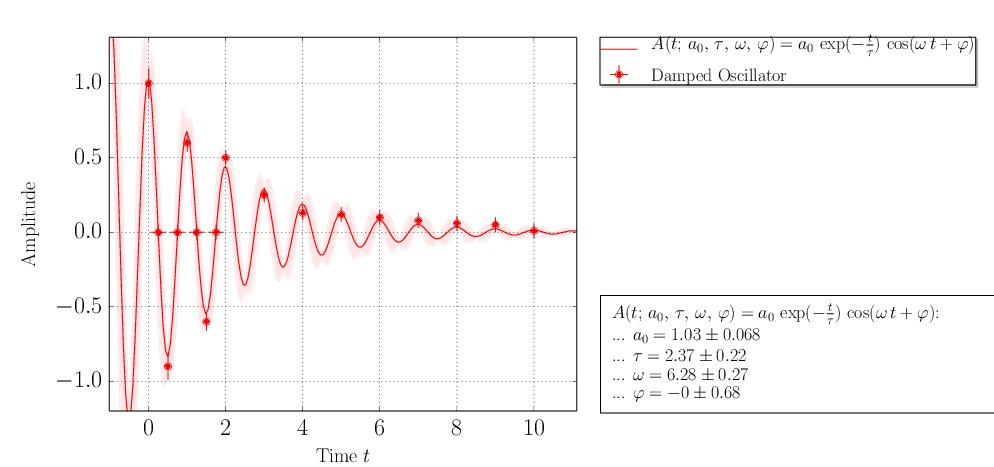 A(t; a₀, τ, ω, φ) = a₀ exp(−t/τ) cos(ω t + φ)
Damped Oscillator
1.0
0.5
0.0
−0.5
−1.0
Amplitude
0 2 4 6 8 10
Time t
A(t; a₀, τ, ω, φ) = a₀ exp(−t/τ) cos(ω t + φ):
... a₀ = 1.03 ± 0.068
... τ = 2.37 ± 0.22
... ω = 6.28 ± 0.27
... φ = −0 ± 0.68